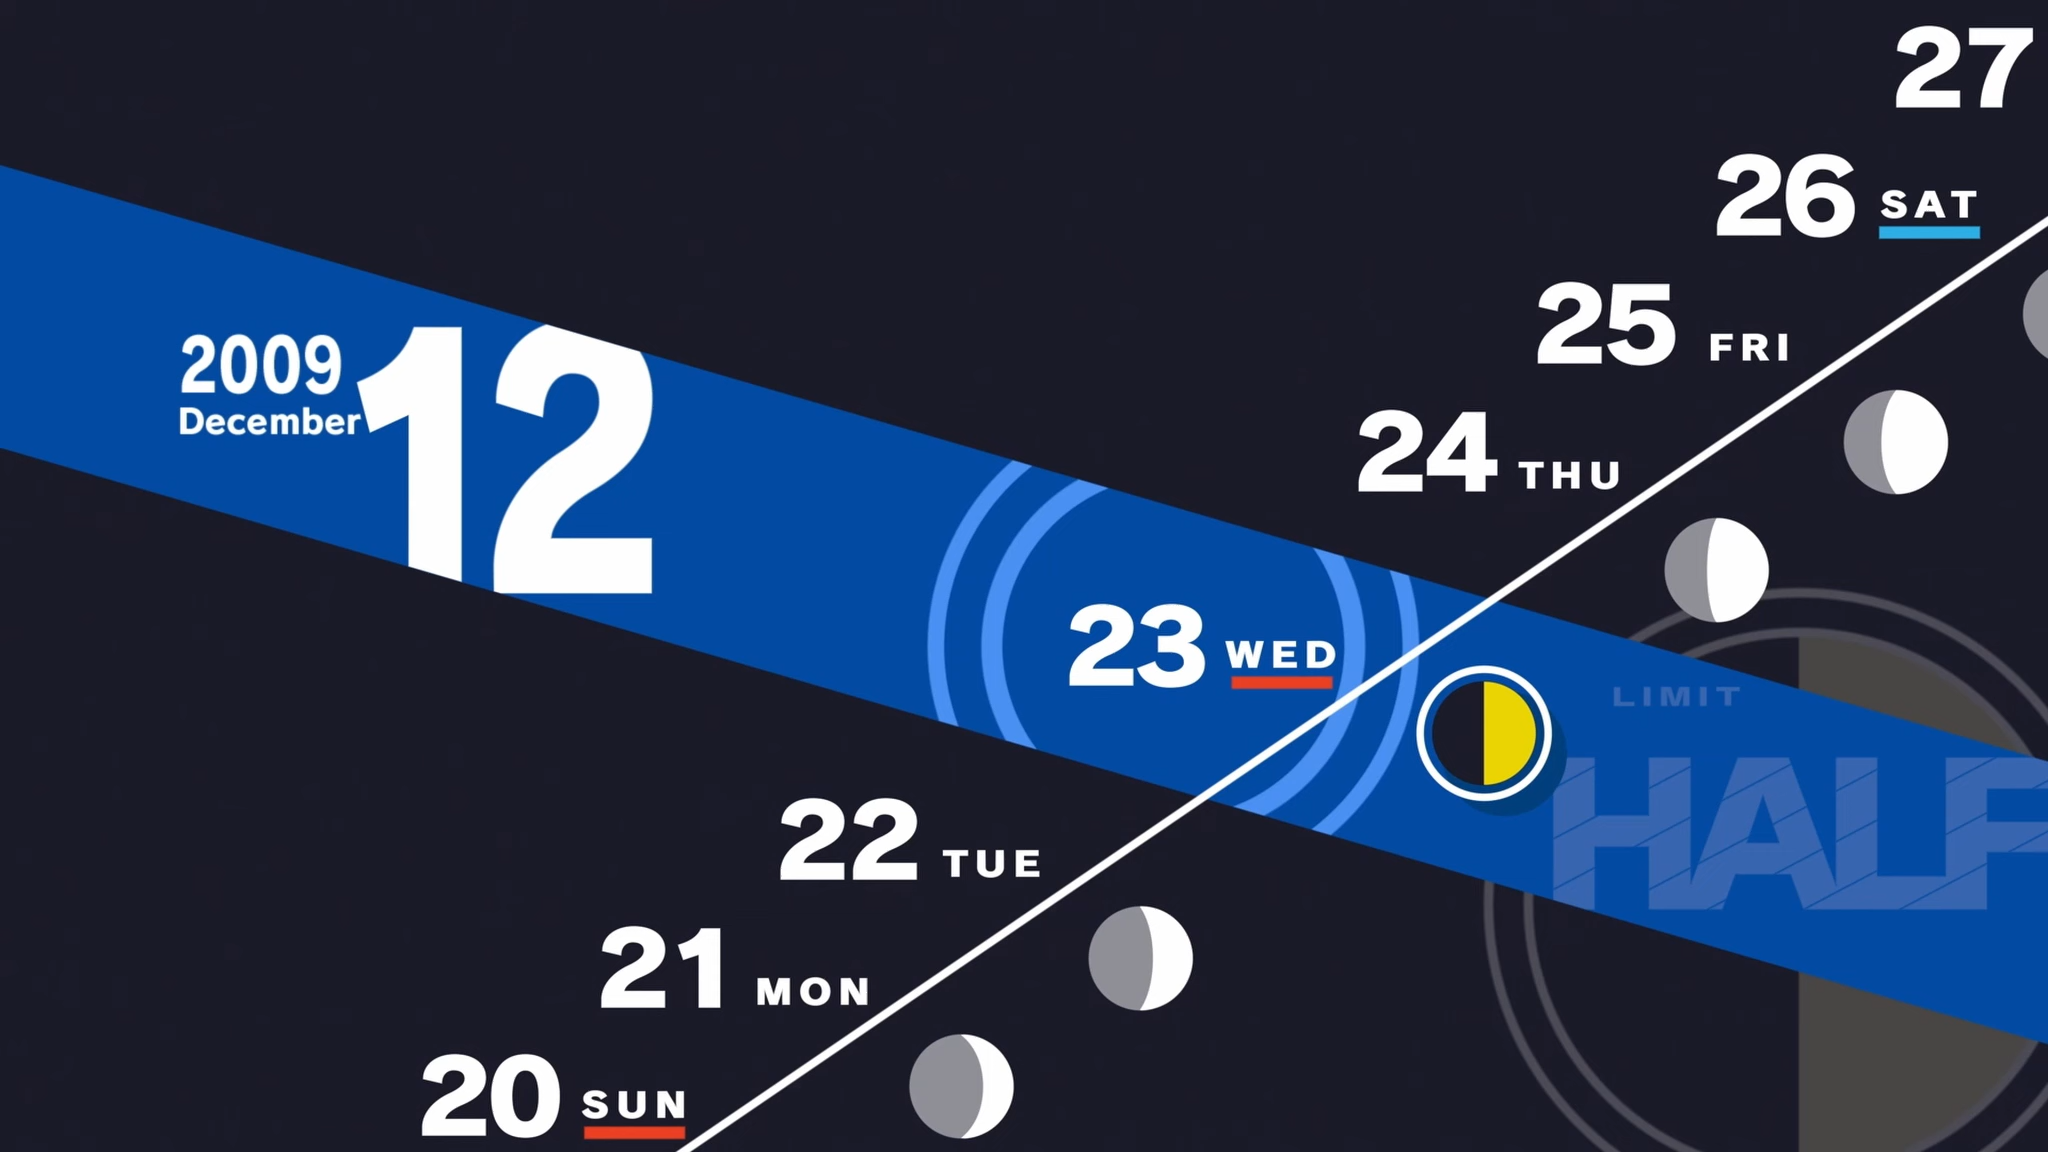 27
26 SAT
25 FRI
24 THU
2009
December
12
23 WED
LIMIT
HALF
22 TUE
21 MON
20 SUN